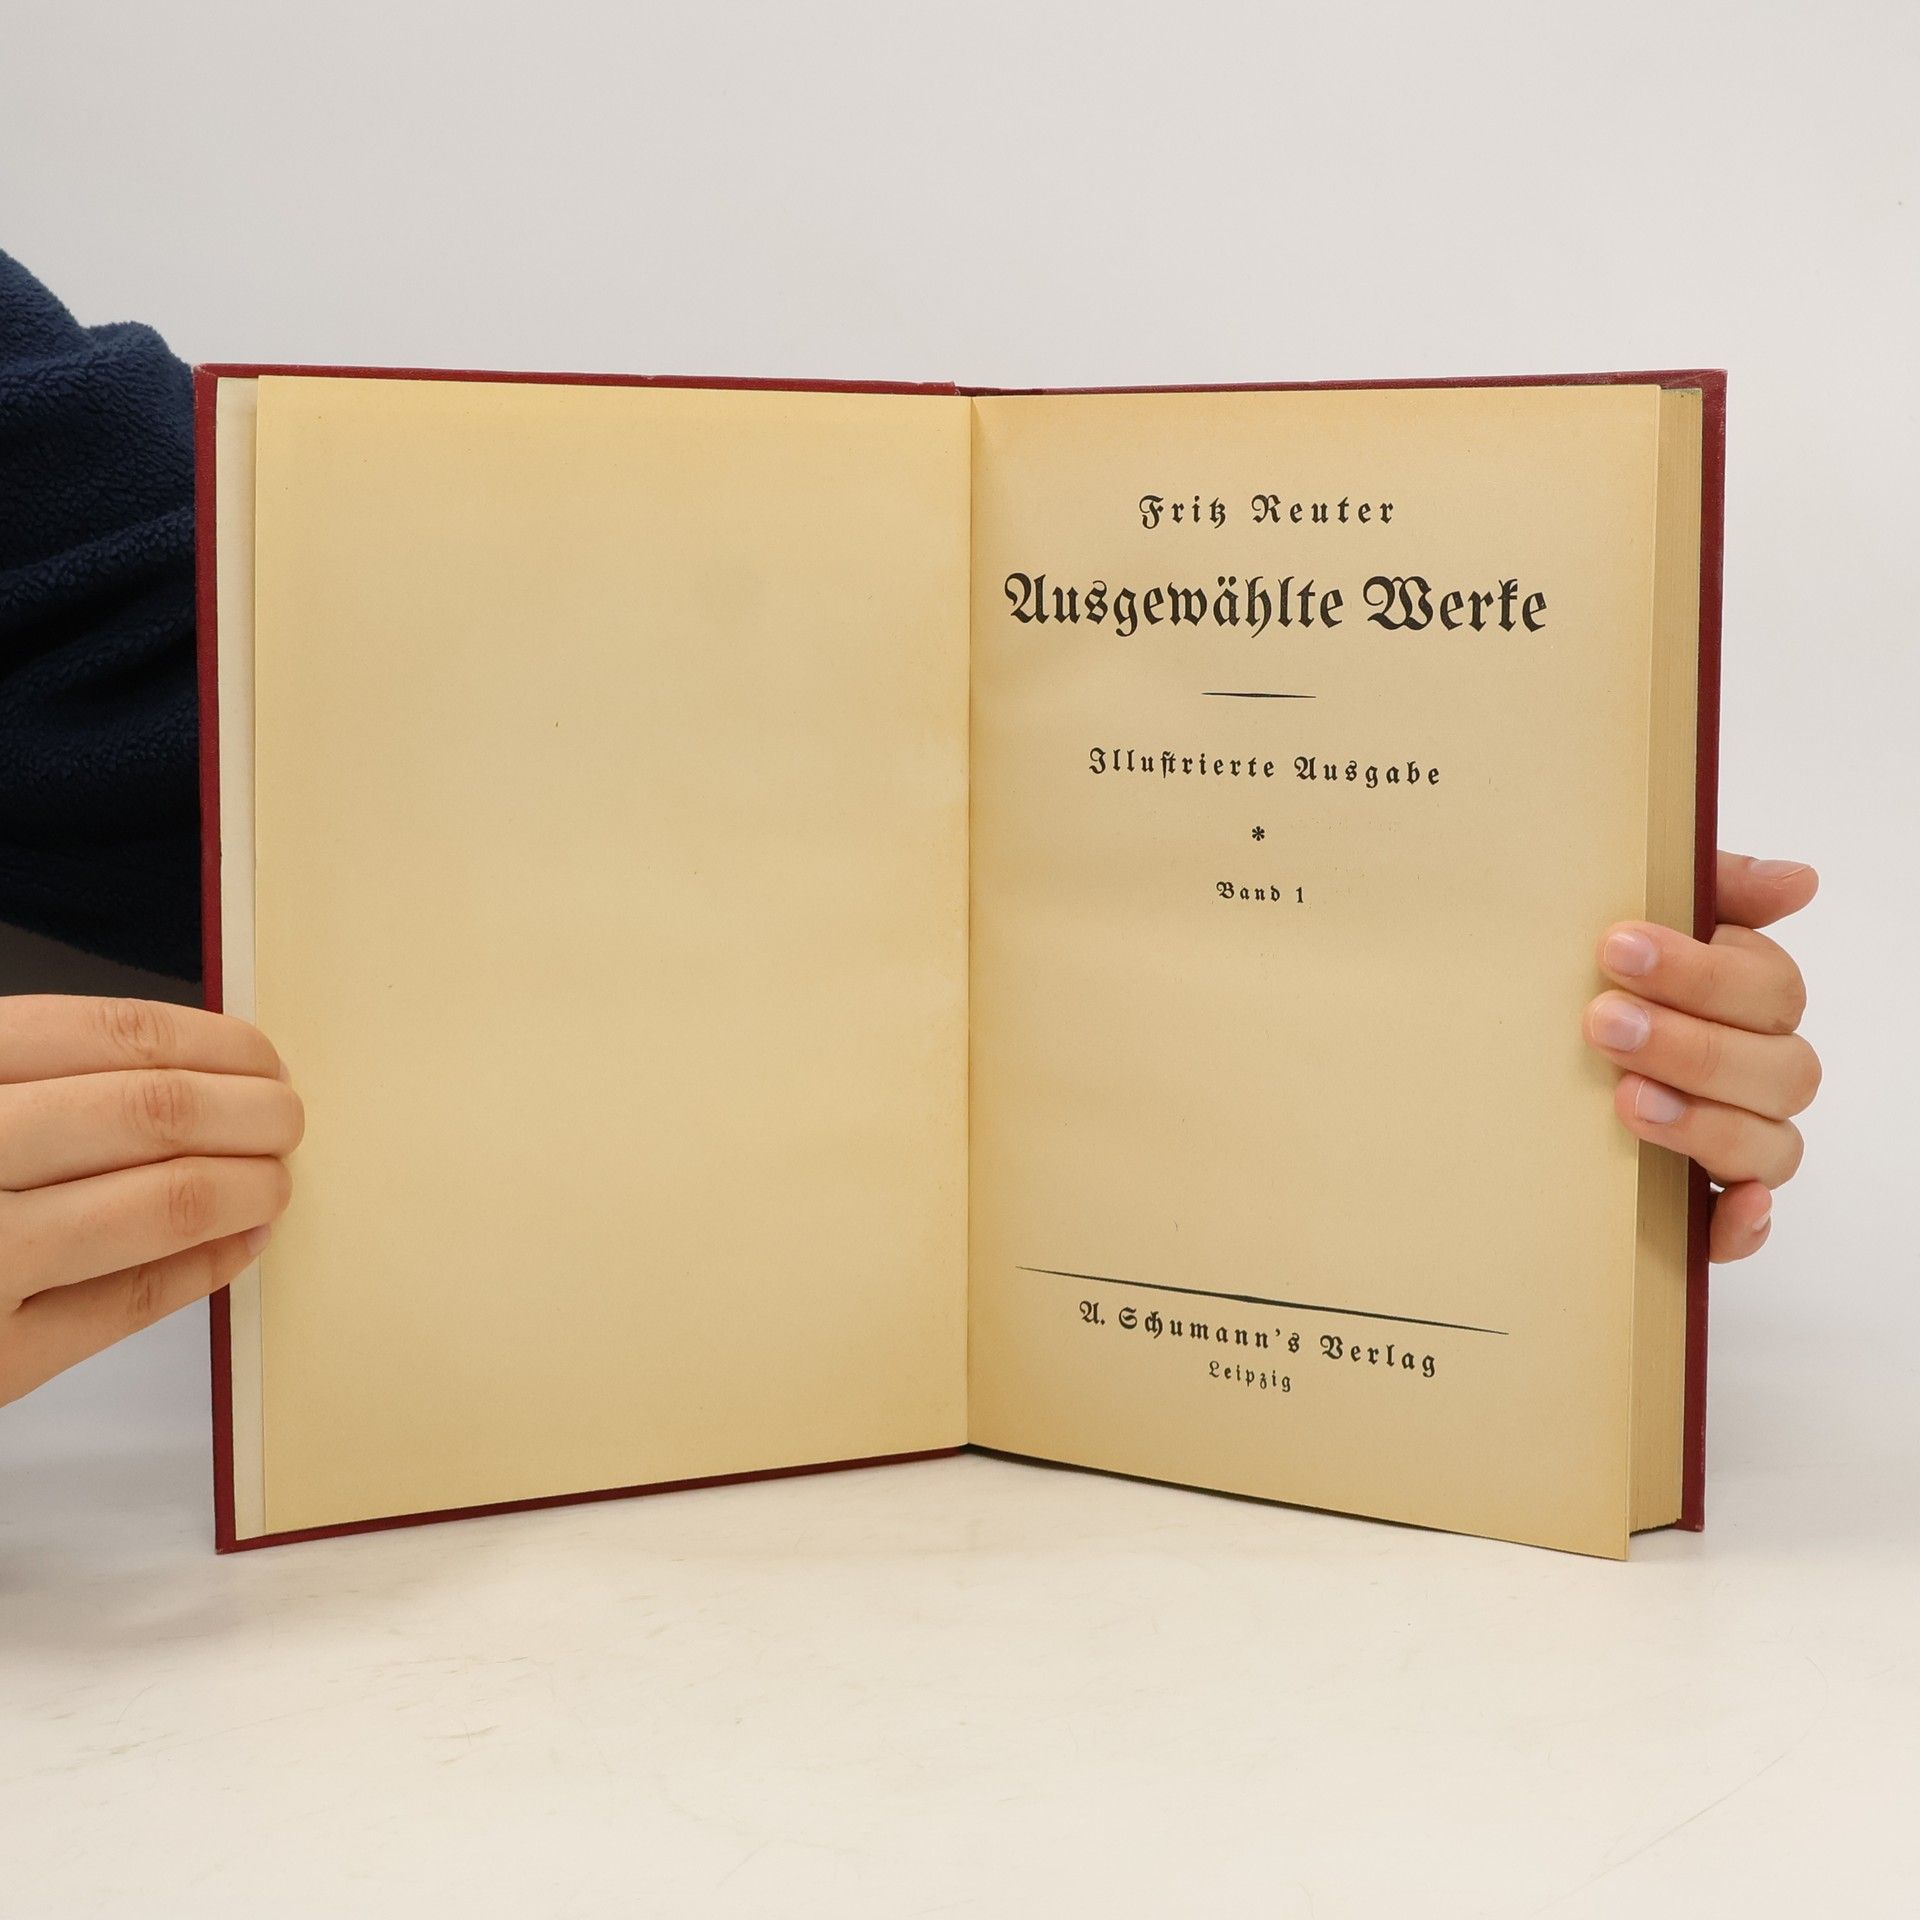 Fritz Reuter
Ausgewählte Werke
Illuſtrierte Ausgabe
*
Band 1
A. Schumann's Verlag
Leipzig